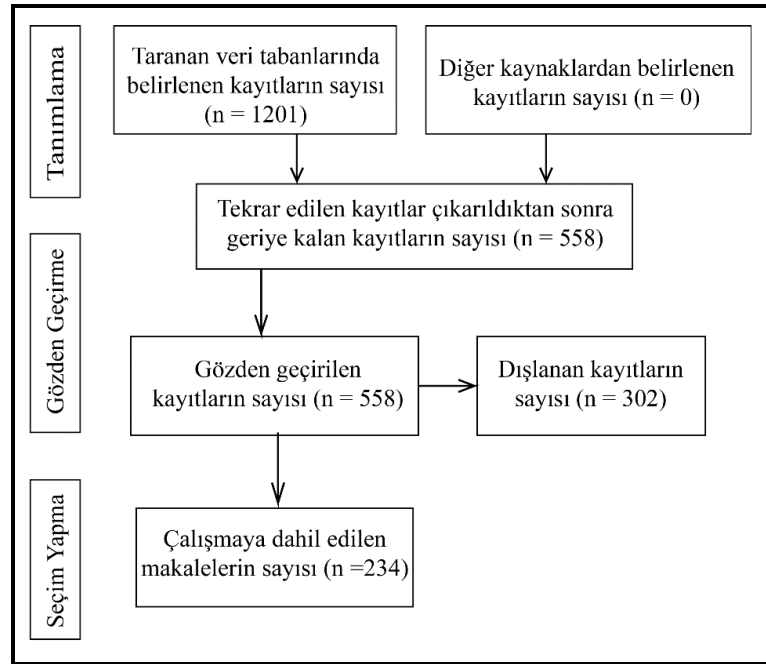 Tanımlama
Taranan veri tabanlarında
belirlenen kayıtların sayısı
(n = 1201)
Diğer kaynaklardan belirlenen
kayıtların sayısı (n = 0)
Tekrar edilen kayıtlar çıkarıldıktan sonra
geriye kalan kayıtların sayısı (n = 558)
Gözden Geçirme
Gözden geçirilen
kayıtların sayısı (n = 558)
Dışlanan kayıtların
sayısı (n = 302)
Seçim Yapma
Çalışmaya dahil edilen
makalelerin sayısı (n =234)